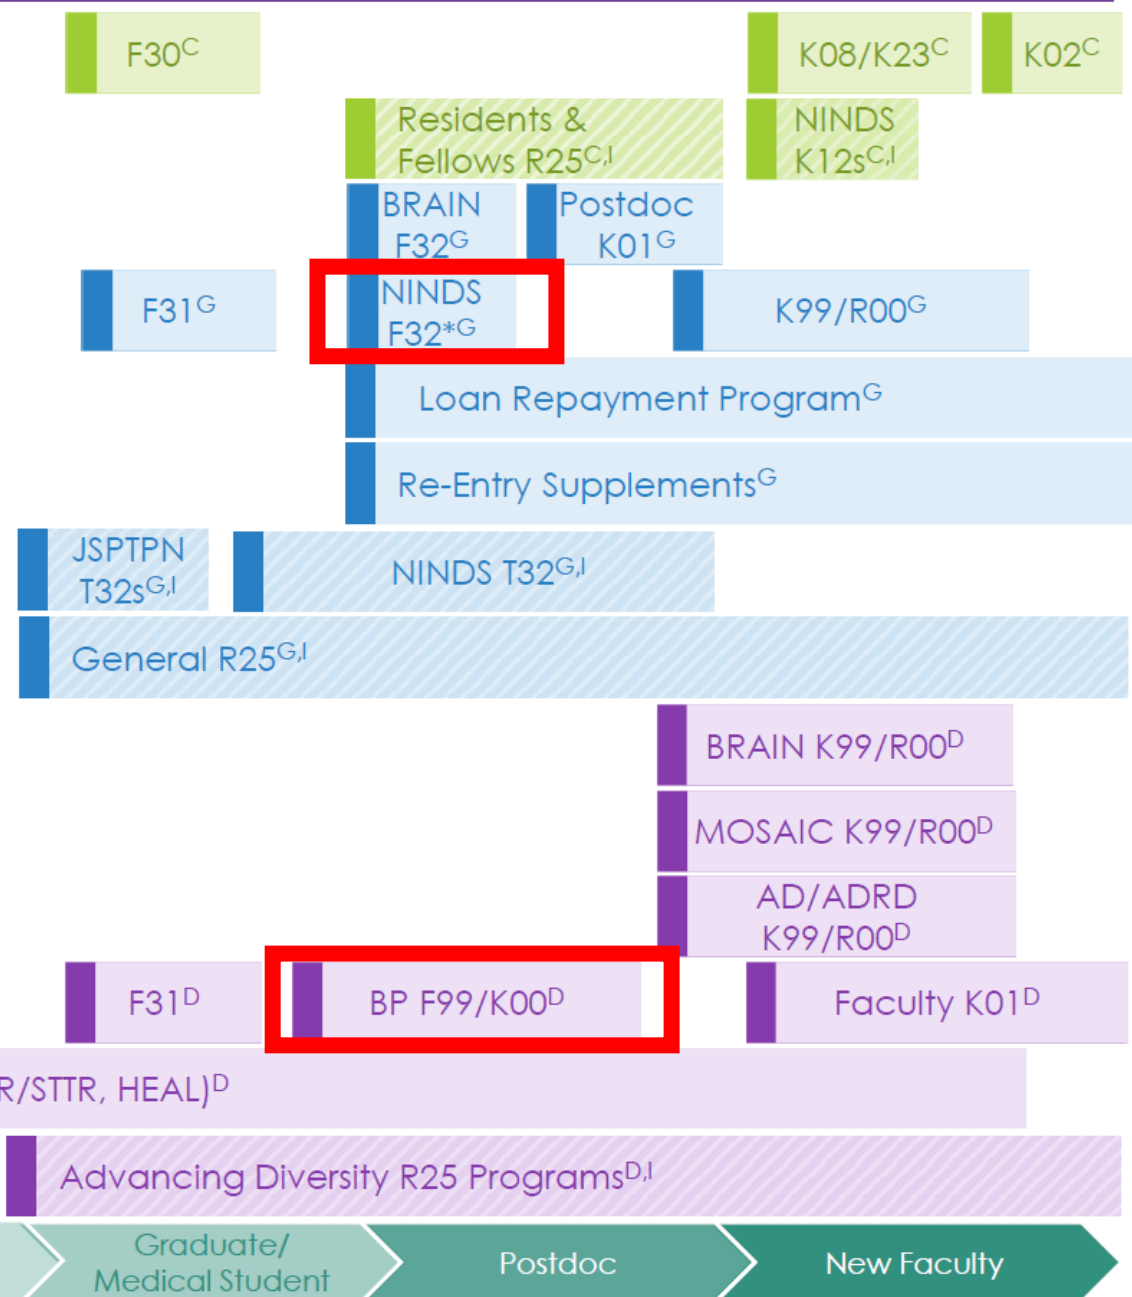 F30C
K08/K23C
K02C
Residents &
Fellows R25C,I
NINDS
K12sC,I
BRAIN
F32G
Postdoc
K01G
F31G
NINDS
F32*G
K99/R00G
Loan Repayment ProgramG
Re-Entry SupplementsG
JSPTPN
T32sG,I
NINDS T32G,I
General R25G,I
BRAIN K99/R00D
MOSAIC K99/R00D
AD/ADRD
K99/R00D
F31D
BP F99/K00D
Faculty K01D
R/STTR, HEAL)D
Advancing Diversity R25 ProgramsD,I
Graduate/
Medical Student
Postdoc
New Faculty